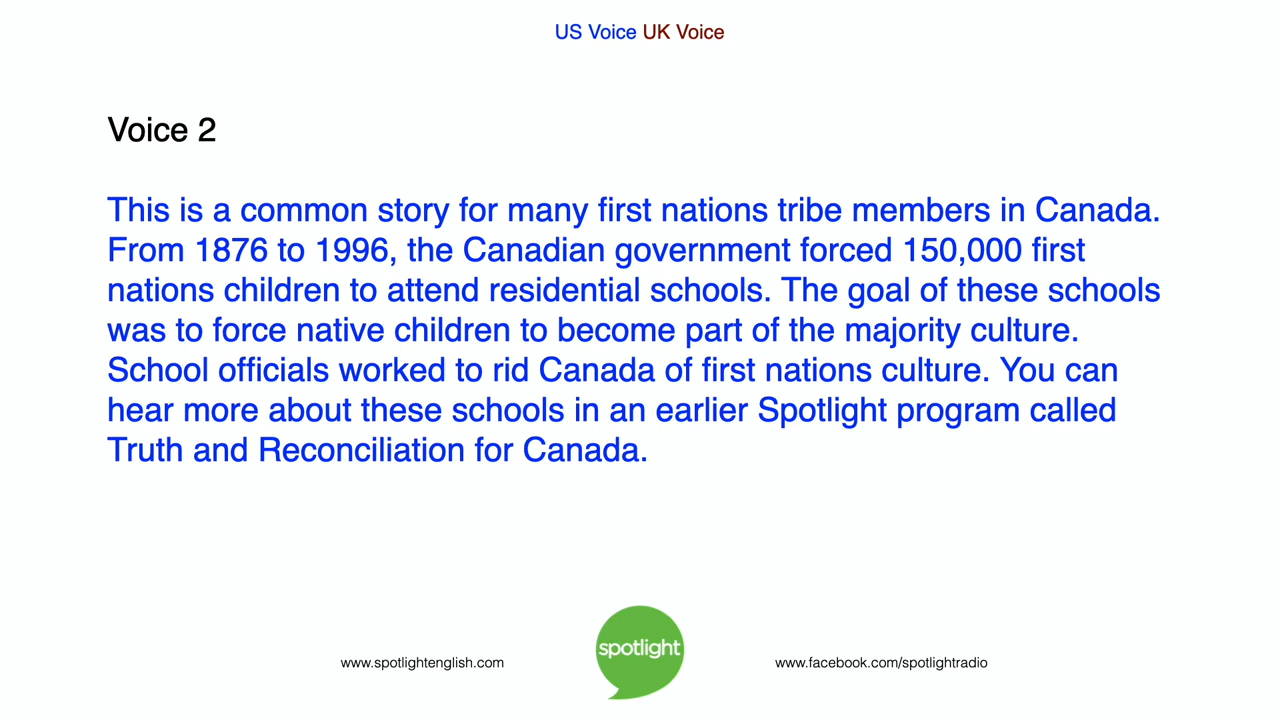 US Voice UK Voice
Voice 2
This is a common story for many first nations tribe members in Canada.
From 1876 to 1996, the Canadian government forced 150,000 first
nations children to attend residential schools. The goal of these schools
was to force native children to become part of the majority culture.
School officials worked to rid Canada of first nations culture. You can
hear more about these schools in an earlier Spotlight program called
Truth and Reconciliation for Canada.
www.spotlightenglish.com
spotlight
www.facebook.com/spotlightradio